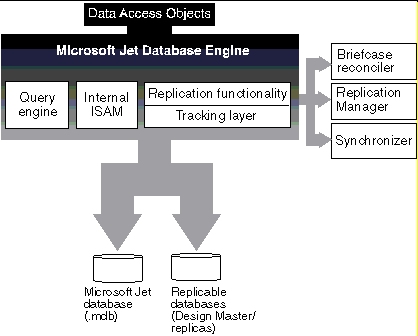 Data Access Objects
Microsoft Jet Database Engine
Query
engine
Internal
ISAM
Replication functionality
Tracking layer
Briefcase
reconciler
Replication
Manager
Synchronizer
Microsoft Jet
database
(.mdb)
Replicable
databases
(Design Master/
replicas)